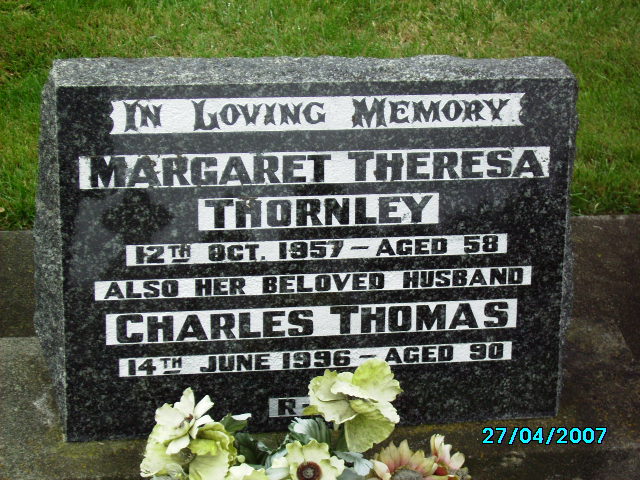 IN LOVING MEMORY
MARGARET THERESA
THORNLEY
12TH OCT. 1957 - AGED 58
ALSO HER BELOVED HUSBAND
CHARLES THOMAS
14TH JUNE 1996 - AGED 90
R-
27/04/2007